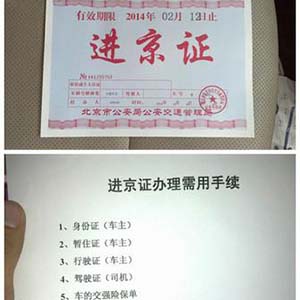 有效期限 2014年02月12日止
进京证
№
北京市公安局公安交通管理局
进京证办理需用手续
1、身份证（车主）
2、暂住证（车主）
3、行驶证（车主）
4、驾驶证（司机）
5、车的交强险保单